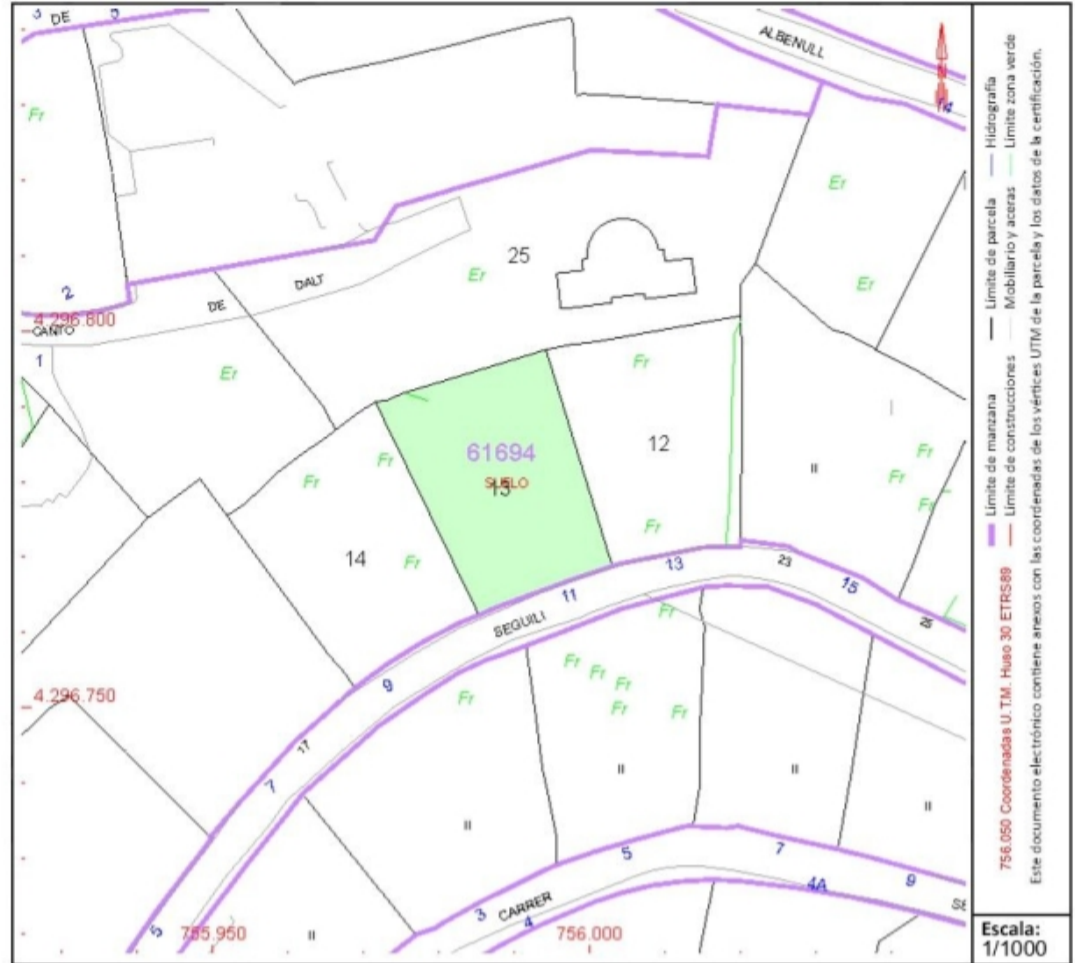 3
DE
5
ALBENULL
N
14
Fr
Er
25
Er
Er
2
DE
DALT
4.296.800
CANTO
1
Er
Fr
61694
SUELO
13
12
Fr
Fr
II
Fr
Fr
Fr
14
Fr
Fr
13
23
15
11
SEGUILI
Fr
9
Fr
Fr
Fr
Fr
Fr
Fr
4.296.750
17
7
II
II
II
II
5
7
9
3
CARRER
4
4A
SE
5
755.950
II
756.000
Límite de manzana
Límite de parcela
Hidrografía
Límite de construcciones
Mobiliario y aceras
Límite zona verde
756.050 Coordenadas U.T.M. Huso 30 ETRS89
Este documento electrónico contiene anexos con las coordenadas de los vértices UTM de la parcela y los datos de la certificación.
Escala:
1/1000